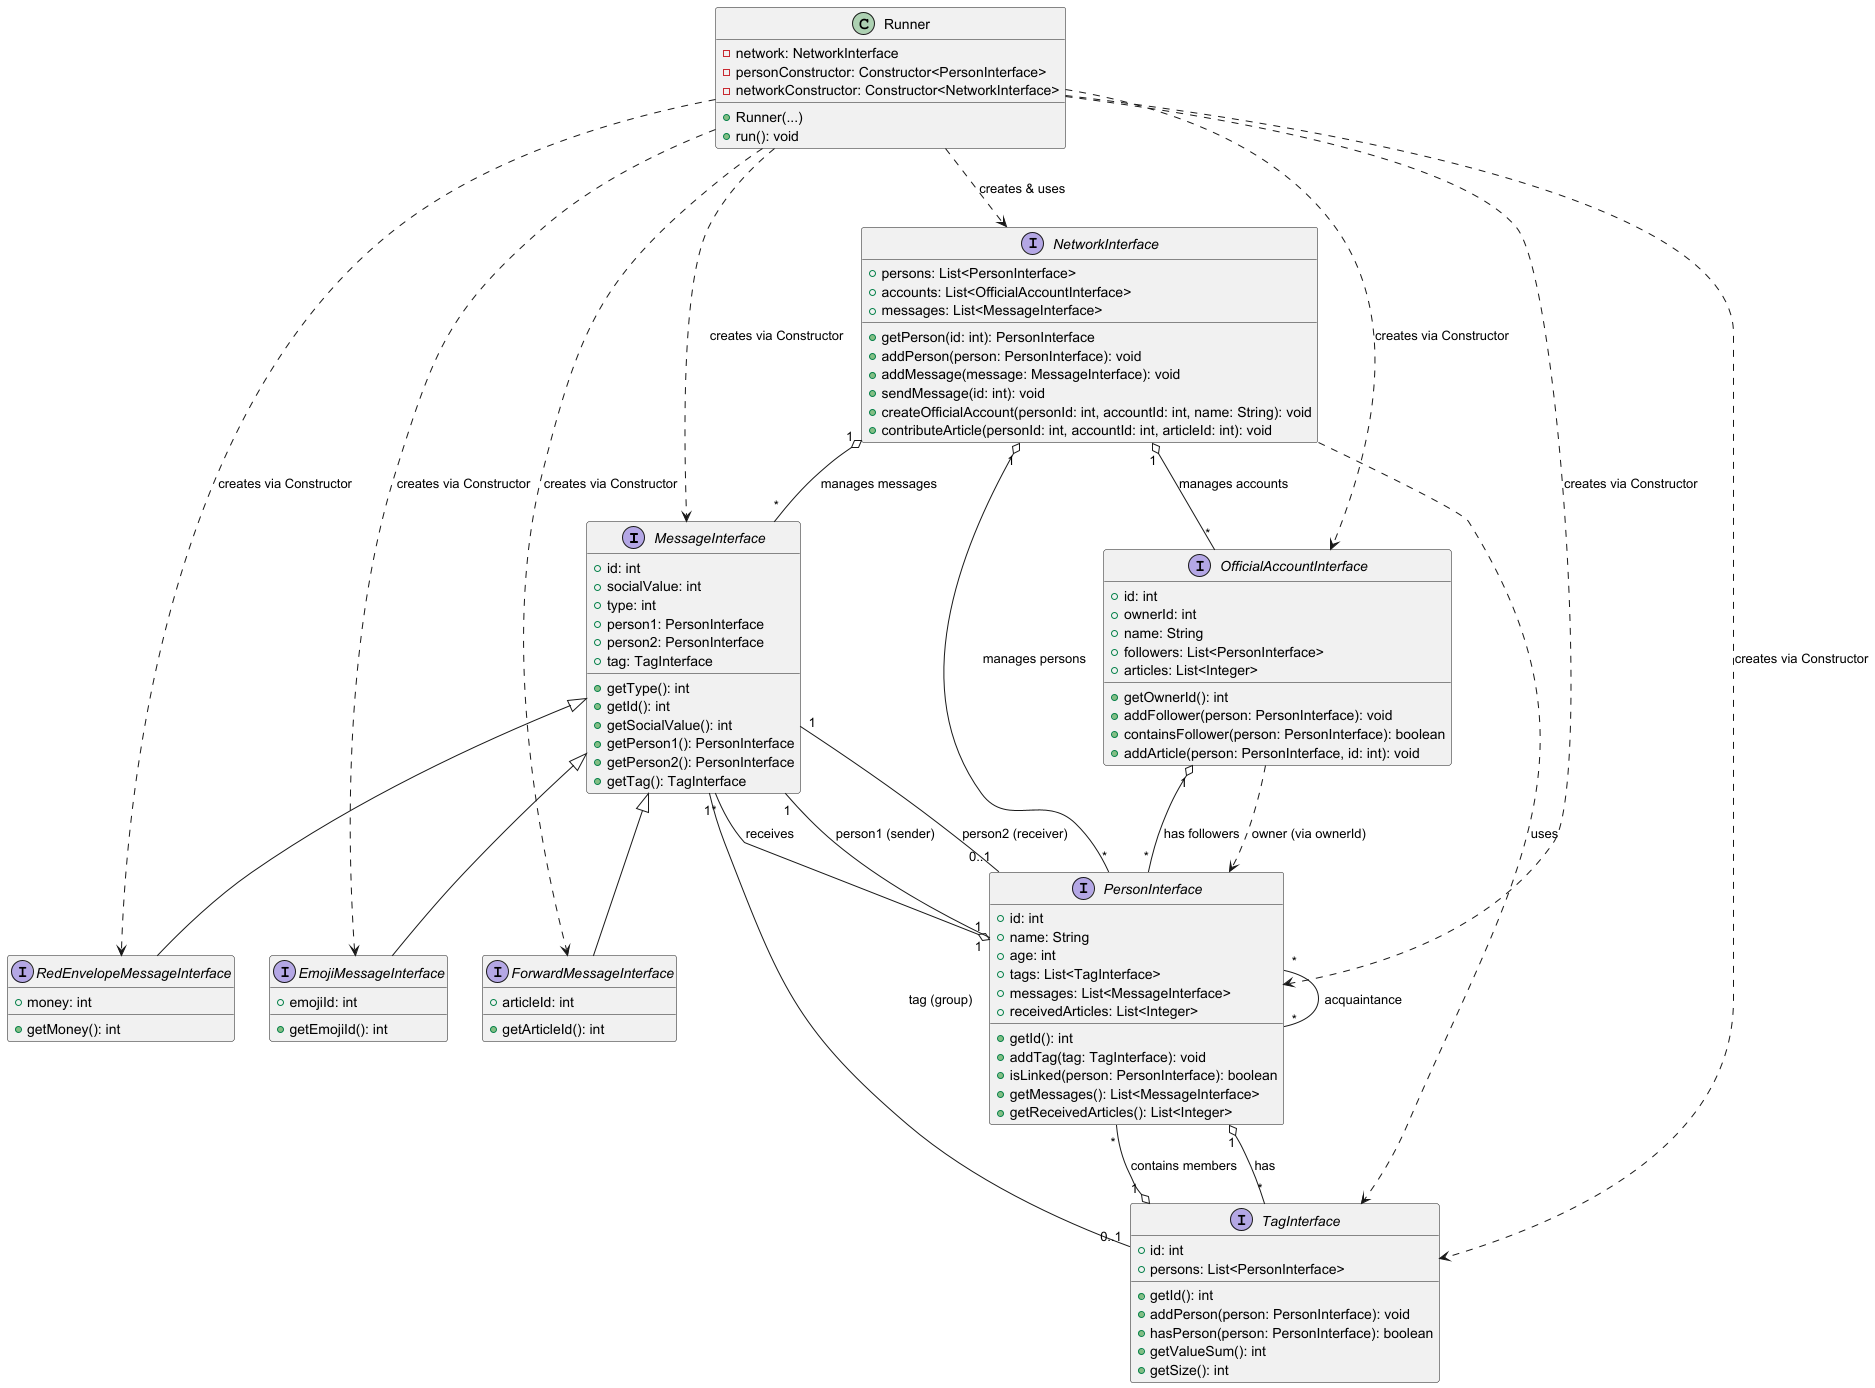 C Runner
network: NetworkInterface
personConstructor: Constructor<PersonInterface>
networkConstructor: Constructor<NetworkInterface>
Runner(...)
run(): void
creates & uses
I NetworkInterface
persons: List<PersonInterface>
accounts: List<OfficialAccountInterface>
messages: List<MessageInterface>
getPerson(id: int): PersonInterface
addPerson(person: PersonInterface): void
addMessage(message: MessageInterface): void
sendMessage(id: int): void
createOfficialAccount(personId: int, accountId: int, name: String): void
contributeArticle(personId: int, accountId: int, articleId: int): void
creates via Constructor
creates via Constructor
1
1
1
creates via Constructor
creates via Constructor
creates via Constructor
manages messages
manages accounts
creates via Constructor
*
*
I MessageInterface
id: int
socialValue: int
type: int
person1: PersonInterface
person2: PersonInterface
tag: TagInterface
getType(): int
getId(): int
getSocialValue(): int
getPerson1(): PersonInterface
getPerson2(): PersonInterface
getTag(): TagInterface
I OfficialAccountInterface
id: int
ownerId: int
name: String
followers: List<PersonInterface>
articles: List<Integer>
getOwnerId(): int
addFollower(person: PersonInterface): void
containsFollower(person: PersonInterface): boolean
addArticle(person: PersonInterface, id: int): void
manages persons
creates via Constructor
1
1
*
1
1
receives
person1 (sender)
person2 (receiver)
has followers
owner (via ownerId)
uses
0..1
*
*
I PersonInterface
id: int
name: String
age: int
tags: List<TagInterface>
messages: List<MessageInterface>
receivedArticles: List<Integer>
getId(): int
addTag(tag: TagInterface): void
isLinked(person: PersonInterface): boolean
getMessages(): List<MessageInterface>
getReceivedArticles(): List<Integer>
1
1
*
acquaintance
*
I RedEnvelopeMessageInterface
money: int
getMoney(): int
I EmojiMessageInterface
emojiId: int
getEmojiId(): int
I ForwardMessageInterface
articleId: int
getArticleId(): int
tag (group)
*
1
contains members
has
1
*
0..1
I TagInterface
id: int
persons: List<PersonInterface>
getId(): int
addPerson(person: PersonInterface): void
hasPerson(person: PersonInterface): boolean
getValueSum(): int
getSize(): int